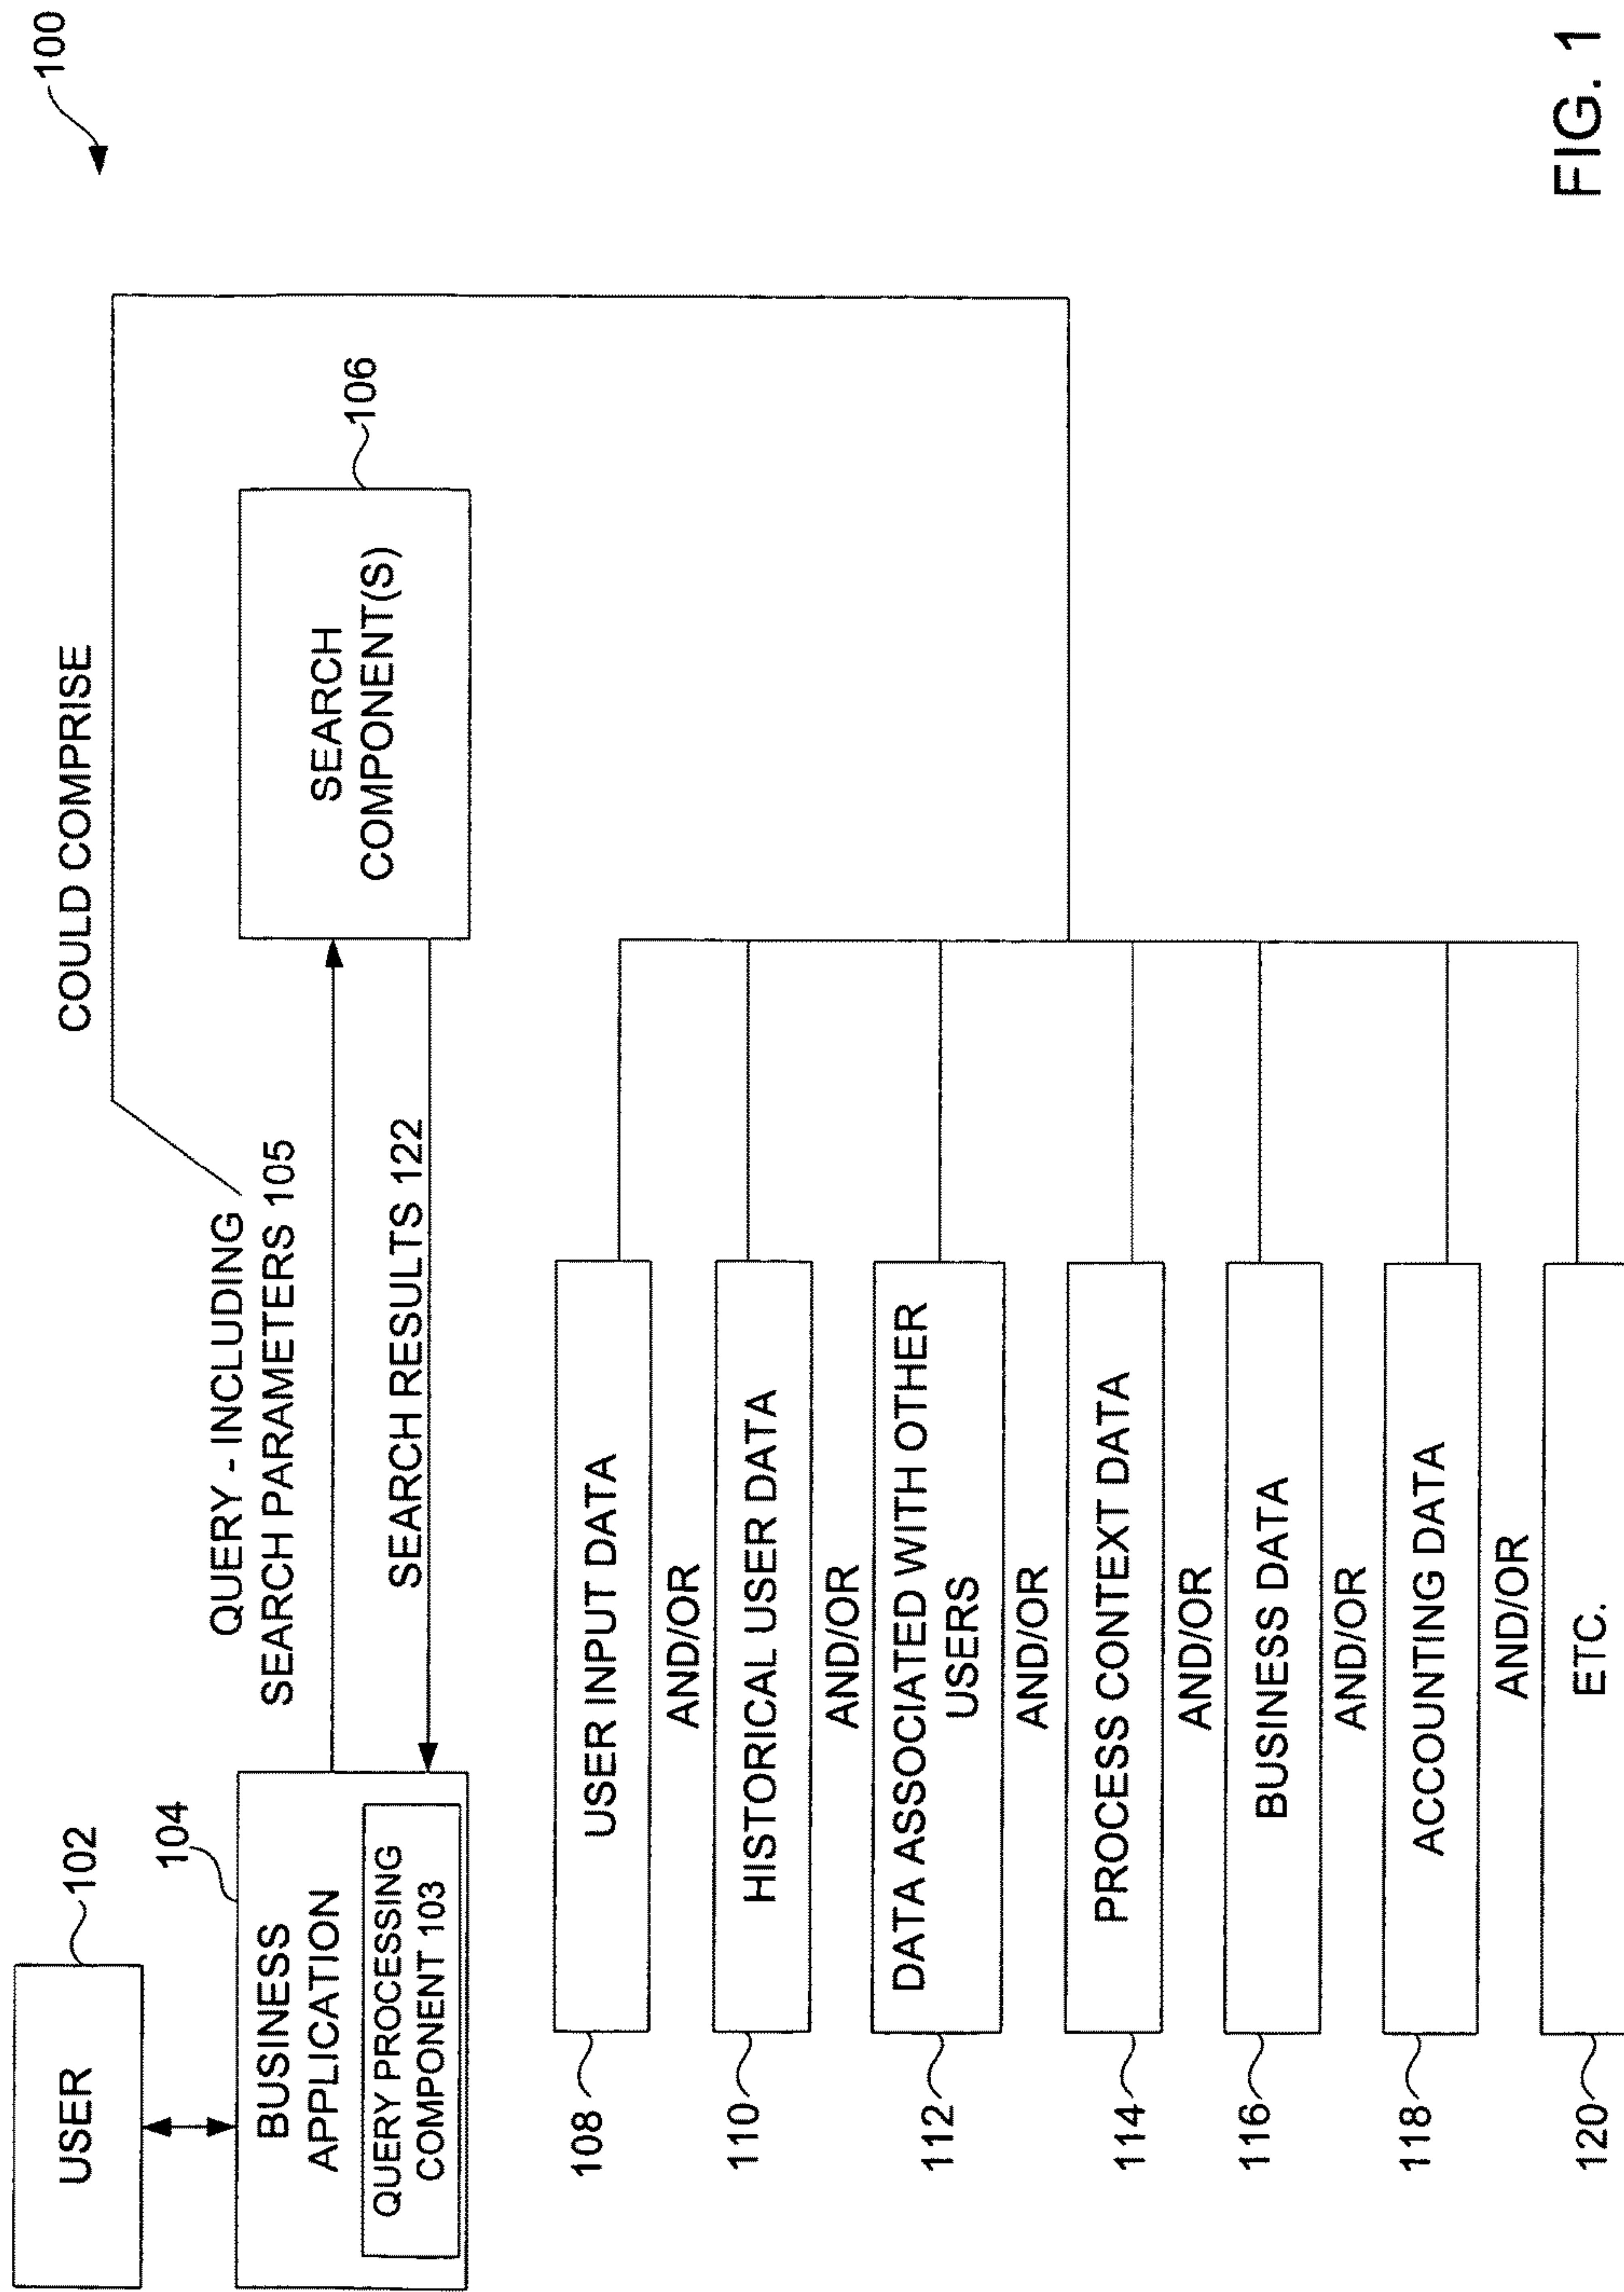 100
USER
102
104
BUSINESS
APPLICATION
QUERY PROCESSING
COMPONENT 103
QUERY - INCLUDING
SEARCH PARAMETERS 105
SEARCH RESULTS 122
COULD COMPRISE
SEARCH
COMPONENT(S)
106
108
USER INPUT DATA
AND/OR
110
HISTORICAL USER DATA
AND/OR
112
DATA ASSOCIATED WITH OTHER
USERS
AND/OR
114
PROCESS CONTEXT DATA
AND/OR
116
BUSINESS DATA
AND/OR
118
ACCOUNTING DATA
AND/OR
120
ETC.
FIG. 1